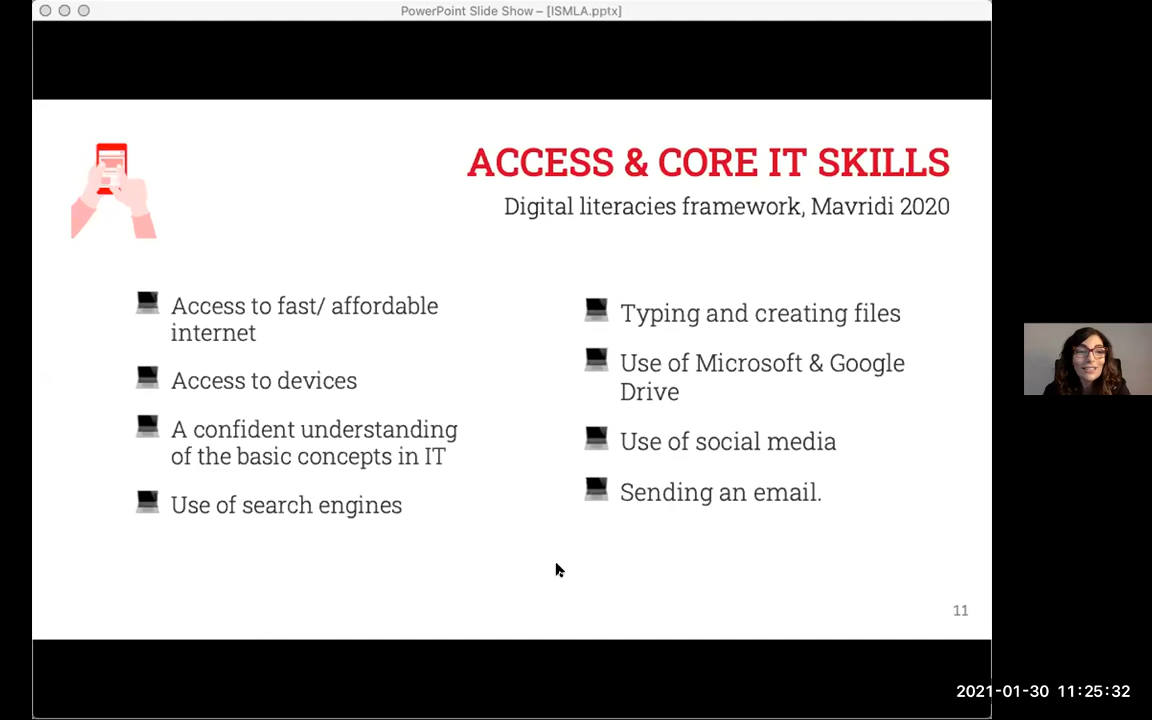 PowerPoint Slide Show – [ISMLA.pptx]
ACCESS & CORE IT SKILLS
Digital literacies framework, Mavridi 2020
Access to fast/ affordable
internet
Access to devices
A confident understanding
of the basic concepts in IT
Use of search engines
Typing and creating files
Use of Microsoft & Google
Drive
Use of social media
Sending an email.
11
2021-01-30 11:25:32